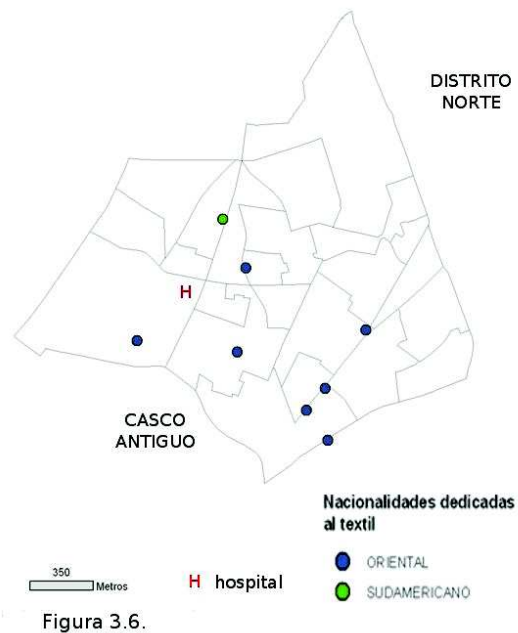 DISTRITO
NORTE
H
CASCO
ANTIGUO
Nacionalidades dedicadas
al textil
ORIENTAL
SUDAMERICANO
350
Metros
H hospital
Figura 3.6.